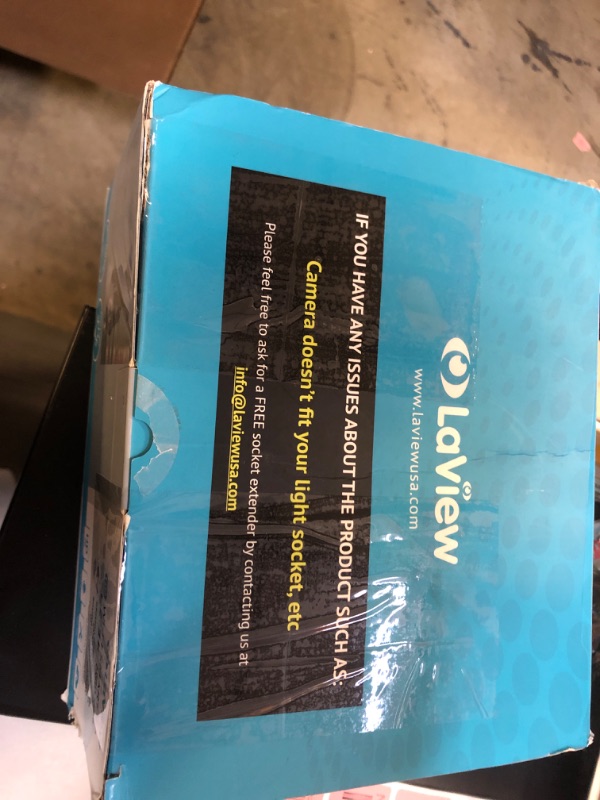 LaView
www.laviewusa.com
IF YOU HAVE ANY ISSUES ABOUT THE PRODUCT SUCH AS:
Camera doesn't fit your light socket, etc
Please feel free to ask for a FREE socket extender by contacting us at
info@laviewusa.com